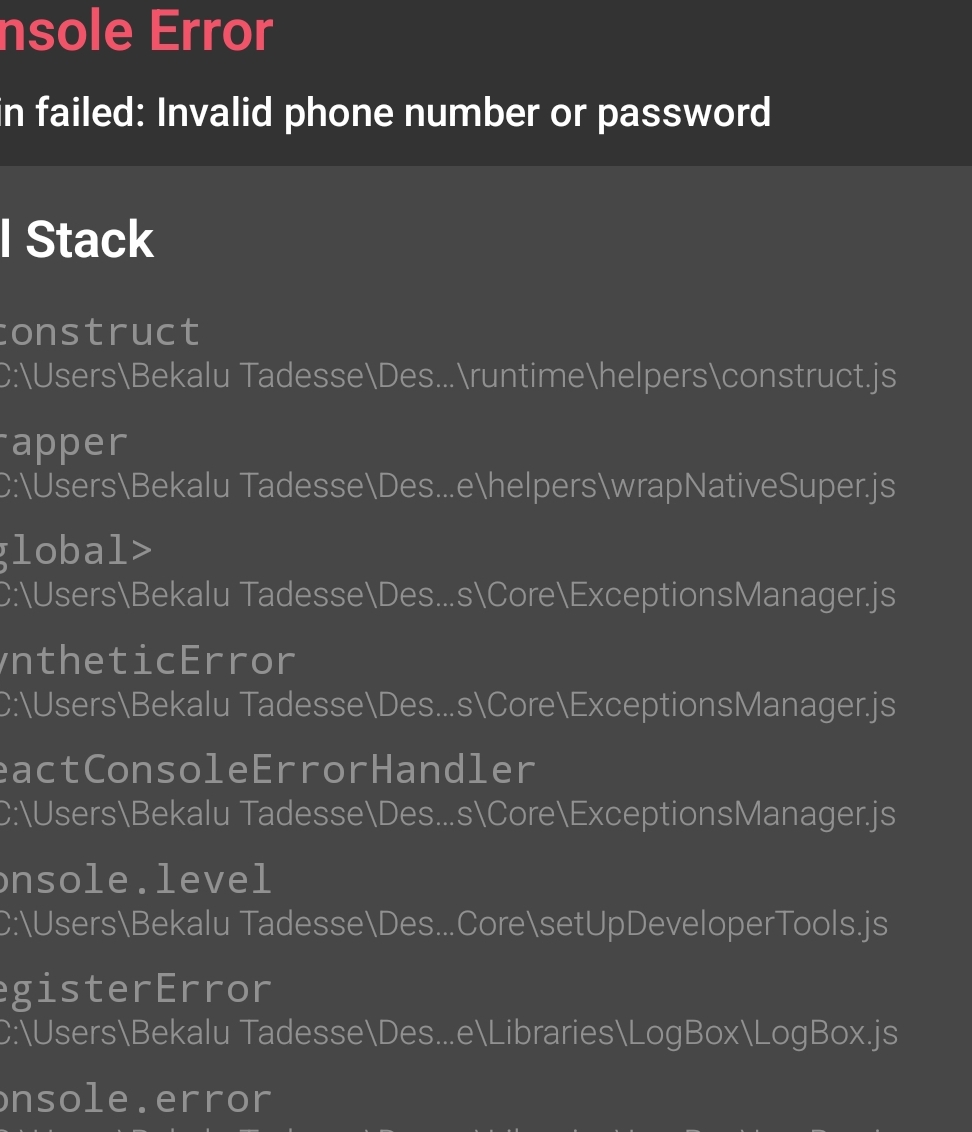 nsole Error
in failed: Invalid phone number or password
l Stack
construct
C:\Users\Bekalu Tadesse\Des...\runtime\helpers\construct.js
rapper
C:\Users\Bekalu Tadesse\Des...e\helpers\wrapNativeSuper.js
global>
C:\Users\Bekalu Tadesse\Des...s\Core\ExceptionsManager.js
yntheticError
C:\Users\Bekalu Tadesse\Des...s\Core\ExceptionsManager.js
eactConsoleErrorHandler
C:\Users\Bekalu Tadesse\Des...s\Core\ExceptionsManager.js
onsole.level
C:\Users\Bekalu Tadesse\Des...Core\setUpDeveloperTools.js
egisterError
C:\Users\Bekalu Tadesse\Des...e\Libraries\LogBox\LogBox.js
onsole.error